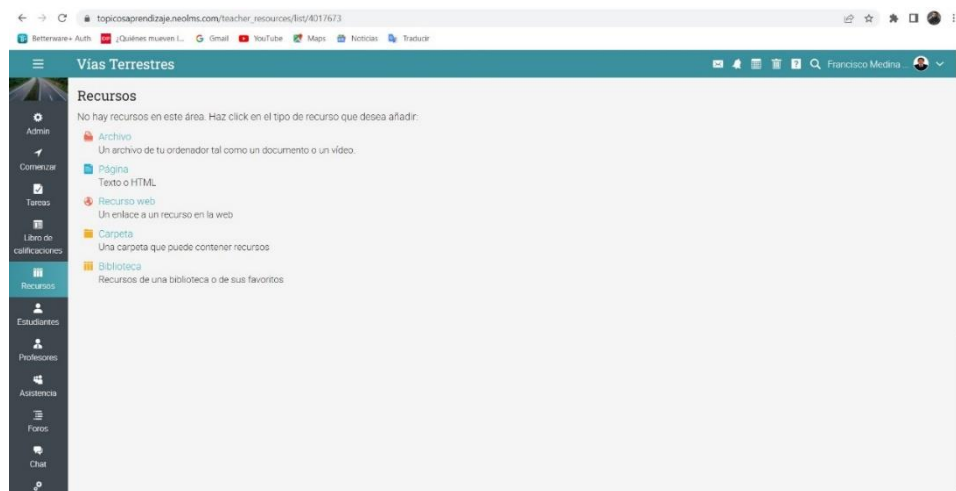 topicosaprendizaje.neolms.com/teacher_resources/list/4017673
Betterware+ Auth. ¿Quiénes mueven l... Gmail YouTube Maps Noticias Traducir
Vías Terrestres Francisco Medina ...
Recursos
No hay recursos en este área. Haz click en el tipo de recurso que desea añadir:
Archivo
Un archivo de tu ordenador tal como un documento o un vídeo.
Página
Texto o HTML
Recurso web
Un enlace a un recurso en la web
Carpeta
Una carpeta que puede contener recursos
Biblioteca
Recursos de una biblioteca o de sus favoritos
Admin
Comenzar
Tareas
Libro de
calificaciones
Recursos
Estudiantes
Profesores
Asistencia
Foros
Chat